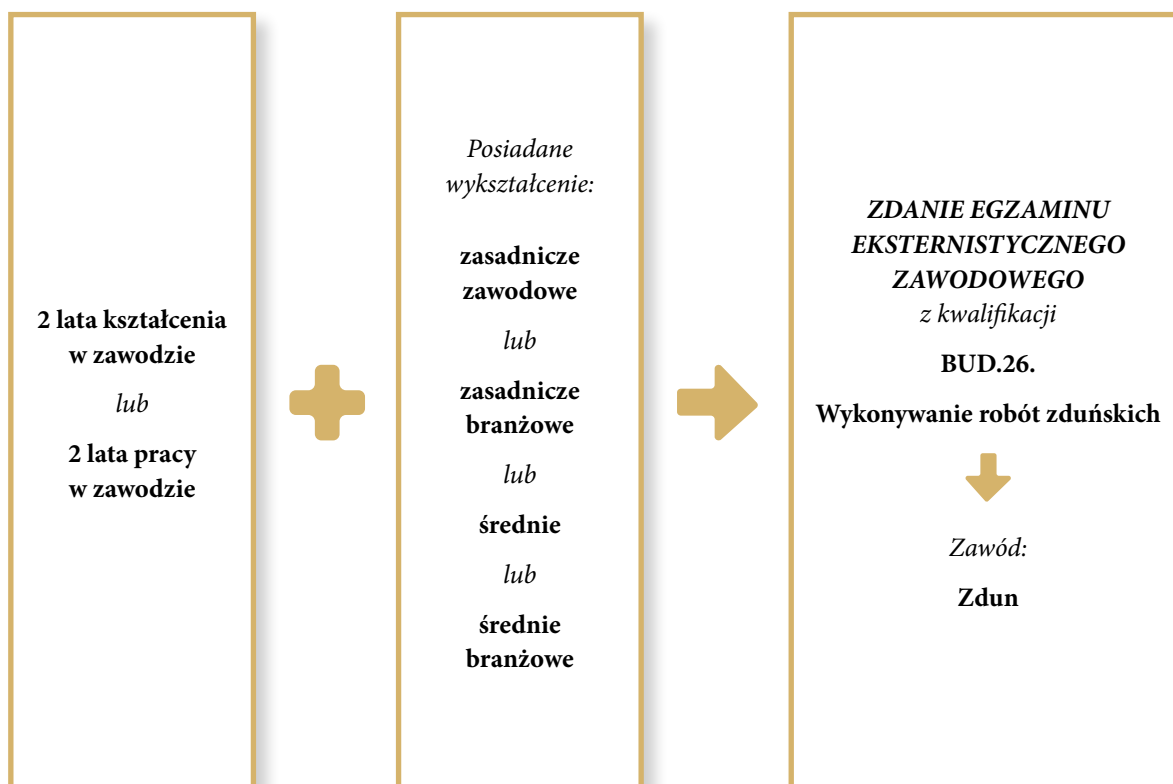 2 lata kształcenia
w zawodzie
lub
2 lata pracy
w zawodzie
Posiadane
wykształcenie:
zasadnicze
zawodowe
lub
zasadnicze
branżowe
lub
średnie
lub
średnie
branżowe
ZDANIE EGZAMINU
EKSTERNISTYCZNEGO
ZAWODOWEGO
z kwalifikacji
BUD.26.
Wykonywanie robót zduńskich
Zawód:
Zdun